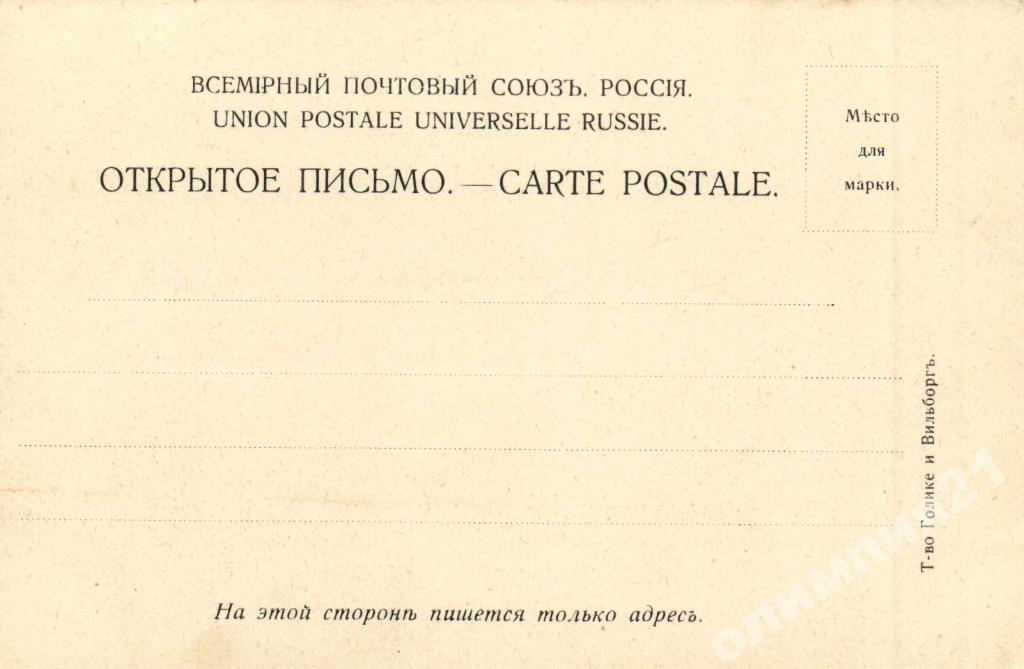 ВСЕМІРНЫЙ ПОЧТОВЫЙ СОЮЗЪ. РОССІЯ.
UNION POSTALE UNIVERSELLE RUSSIE.
ОТКРЫТОЕ ПИСЬМО. — CARTE POSTALE.
Мѣсто
для
марки.
Т-во Голике и Вильборгъ.
На этой сторонѣ пишется только адресъ.
олимпия21